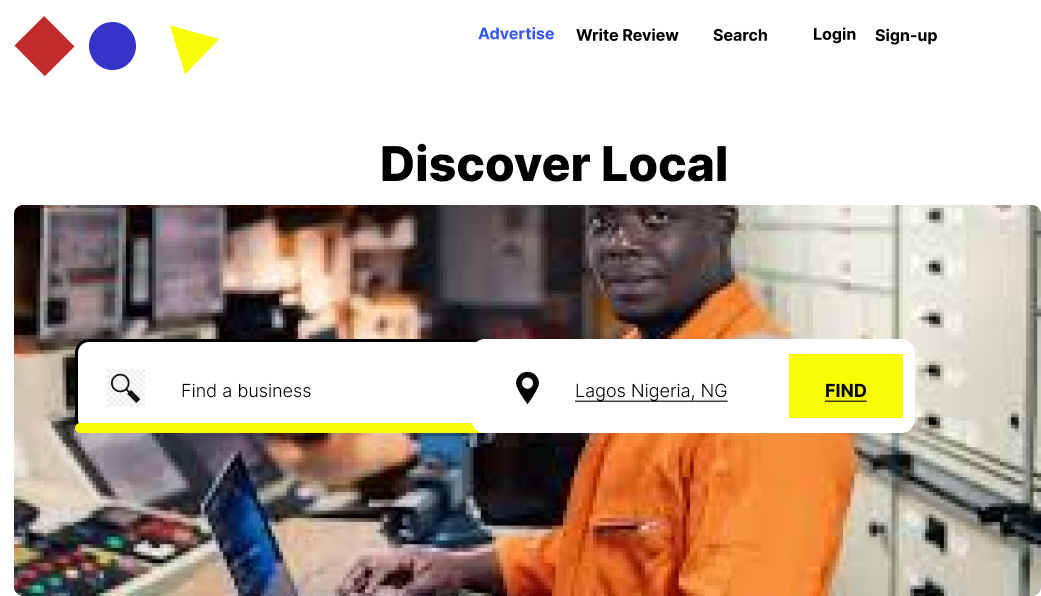 Advertise Write Review Search Login Sign-up
Discover Local
Find a business Lagos Nigeria, NG FIND